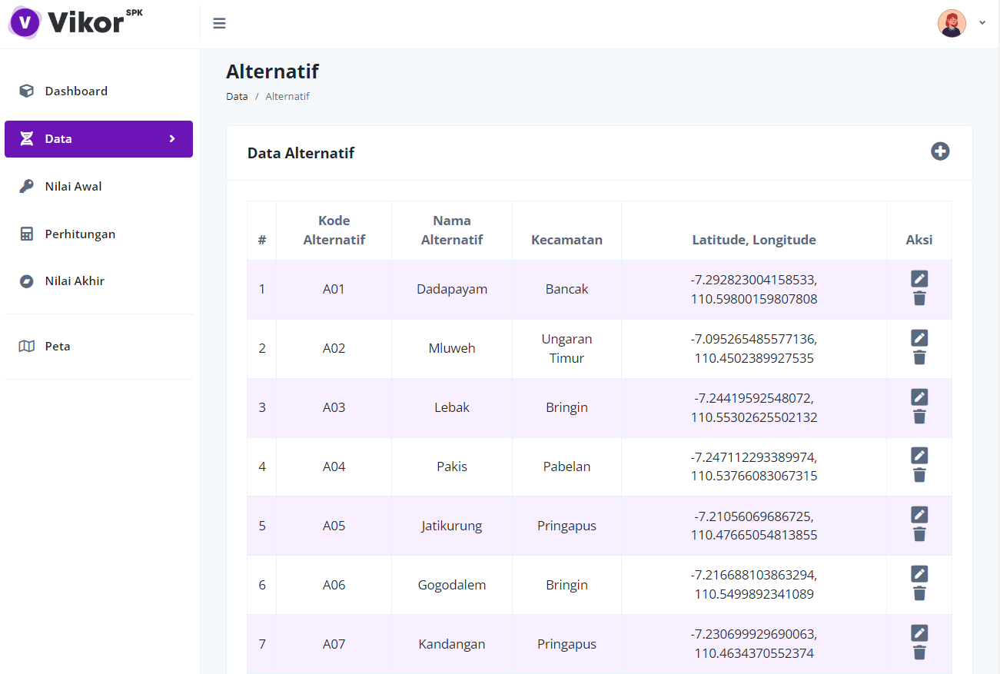 V Vikor SPK
Dashboard
Data
Nilai Awal
Perhitungan
Nilai Akhir
Peta
Alternatif
Data / Alternatif
Data Alternatif
# Kode Alternatif Nama Alternatif Kecamatan Latitude, Longitude Aksi
1 A01 Dadapayam Bancak -7.292823004158533, 110.59800159807808
2 A02 Mluweh Ungaran Timur -7.095265485577136, 110.4502389927535
3 A03 Lebak Bringin -7.24419592548072, 110.55302625502132
4 A04 Pakis Pabelan -7.247112293389974, 110.53766083067315
5 A05 Jatikurung Pringapus -7.21056069686725, 110.47665054813855
6 A06 Gogodalem Bringin -7.216688103863294, 110.5499892341089
7 A07 Kandangan Pringapus -7.230699929690063, 110.4634370552374